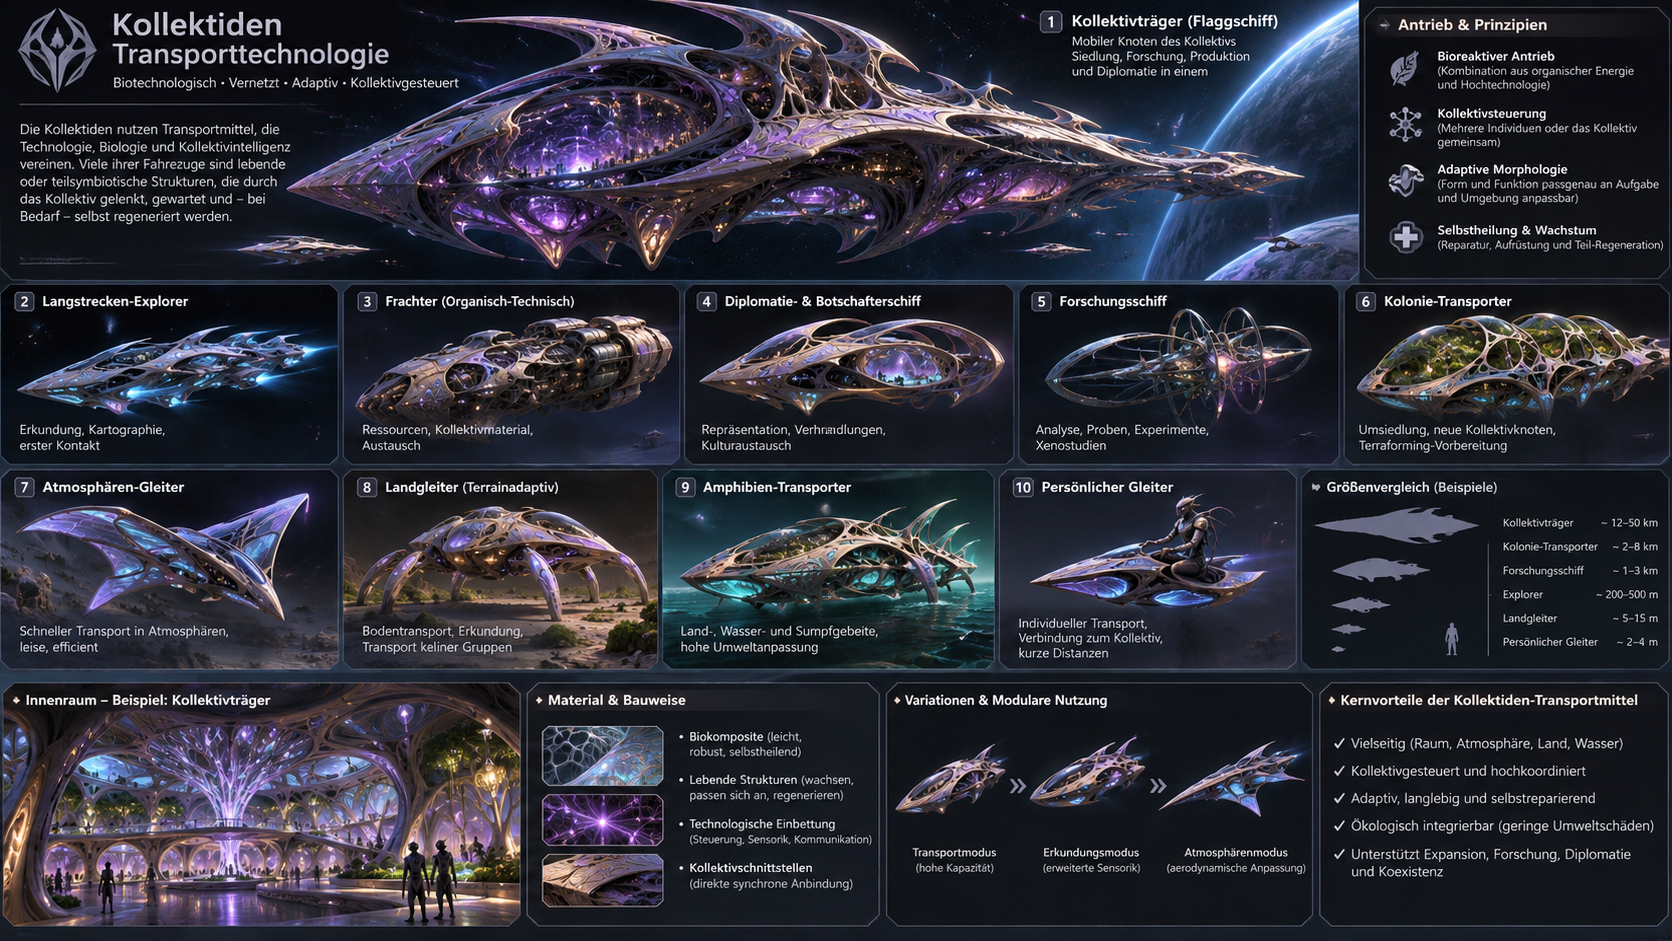 Kollektiden
Transporttechnologie
Biotechnologisch • Vernetzt • Adaptiv • Kollektivgesteuert
Die Kollektiden nutzen Transportmittel, die
Technologie, Biologie und Kollektivintelligenz
vereinen. Viele ihrer Fahrezuge sind lebende
oder teilsymbiotische Strukturen, die durch
das Kollektiv gelenkt, gewartet und – bei
Bedarf – selbst regeneriert werden.
1 Kollektivträger (Flaggschiff)
Mobiler Knoten des Kollektivs
Siedlung, Forschung, Produktion
und Diplomatie in einem
Antrieb & Prinzipien
Bioreaktiver Antrieb
(Kombination aus organischer Energie
und Hochtechnologie)
Kollektivsteuerung
(Mehrere Individuen oder das Kollektiv
gemeinsam)
Adaptive Morphologie
(Form und Funktion passgenau an Aufgabe
und Umgebung anpassbar)
Selbstheilung & Wachstum
(Reparatur, Aufrüstung und Teil-Regeneration)
2 Langstrecken-Explorer
Erkundung, Kartographie,
erster Kontakt
3 Frachter (Organisch-Technisch)
Ressourcen, Kollektivmaterial,
Austausch
4 Diplomatie- & Botschafterschiff
Repräsentation,
Kulturaustausch
5 Forschungsschiff
Analyse, Proben, Experimente,
Xenostudien
6 Kolonie-Transporter
Umsiedlung, neue Kollektivknoten,
Terraforming-Vorbereitung
7 Atmosphären-Gleiter
Schneller Transport in Atmosphären,
leise, efficient
8 Landgleiter (Terrainadaptiv)
Bodentransport, Erkundung,
Transport keliner Gruppen
9 Amphibien-Transporter
Land-, Wasser- und Sumpfgebeite,
hohe Umweltanpassung
10 Persönlicher Gleiter
Individueller Transport,
Verbindung zum Kollektiv,
kurze Distanzen
Größenvergleich (Beispiele)
Kollektivträger ~ 12–50 km
Kolonie-Transporter ~ 2–8 km
Forschungsschiff ~ 1–3 km
Explorer ~ 200–500 m
Landgleiter ~ 5–15 m
Persönlicher Gleiter ~ 2–4 m
Innenraum – Beispiel: Kollektivträger
Material & Bauweise
• Biokomposite (leicht,
robust, selbstheilend)
• Lebende Strukturen (wachsen,
passen sich an, regenerieren)
• Technologische Einbettung
(Steuerung, Sensorik, Kommunikation)
• Kollektivschnittstellen
(direkte synchrone Anbindung)
Variationen & Modulare Nutzung
Transportmodus
(hohe Kapazität)
Erkundungsmodus
(erweiterte Sensorik)
Atmosphärenmodus
(aerodynamische Anpassung)
Kernvorteile der Kollektiden-Transportmittel
✓ Vielseitig (Raum, Atmosphäre, Land, Wasser)
✓ Kollektivgesteuert und hochkoordiniert
✓ Adaptiv, langlebig und selbstreparierend
✓ Ökologisch integrierbar (geringe Umweltschäden)
✓ Unterstützt Expansion, Forschung, Diplomatie
und Koexistenz